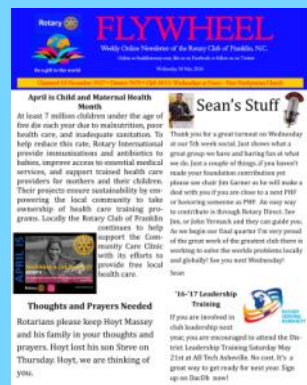 Rotary
FLYWHEEL
Weekly Online Newsletter of the Rotary Club of Franklin, N.C.
Be a gift to the world
April is Child and Maternal Health
Month
At least 7 million children under the age of
five die each year due to malnutrition, poor
health care, and inadequate sanitation. To
help reduce this rate, Rotary International
provide immunizations and antibiotics to
babies, improve access to essential medical
services, and support trained health care
providers for mothers and their children.
Their projects ensure sustainability by em-
powering the local community to take
ownership of health care training pro-
grams. Locally the Rotary Club of Franklin
continues to help
support the Com-
munity Care Clinic
with its efforts to
provide free local
health care.
APRIL IS
Thoughts and Prayers Needed
Rotarians please keep Hoyt Massey
and his family in your thoughts and
prayers. Hoyt lost his son Steve on
Thursday. Hoyt, we are thinking of
you.
Sean's Stuff
Thank you for a great turnout on Wednesday
at our 5th week social. Just shows what a
great group we have and having fun at what
we do. Just a couple of things, if you haven't
made your foundation contribution yet
please see chair Jim Garner as he will make a
deal with you if you are close to a next PHF
or honoring someone as PHF. An easy way
to contribute is through Rotary Direct. See
Jim, or John and they can guide you.
As we begin our final quarter I'm very proud
of the great work of the greatest club there is
working to solve the worlds problems locally
and globally! See you next Wednesday!
Sean
'16-'17 Leadership
Training
If you are involved in
club leadership next
year, you are encouraged to attend the Dis-
trict Leadership Training Saturday May
21st at AB Tech Asheville. No cost. It's a
great way to get ready for next year. Sign
up on DacDb now!